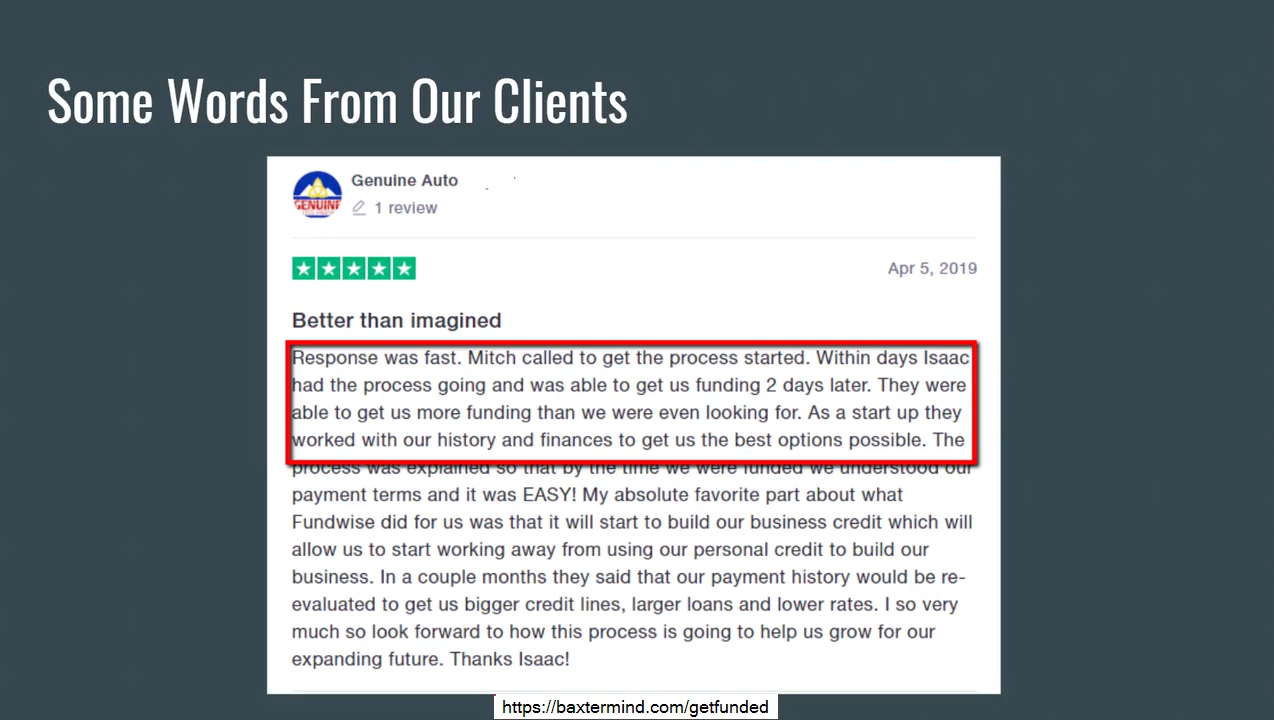 Some Words From Our Clients
Genuine Auto
1 review
GENUINE
Apr 5, 2019
Better than imagined
Response was fast. Mitch called to get the process started. Within days Isaac
had the process going and was able to get us funding 2 days later. They were
able to get us more funding than we were even looking for. As a start up they
worked with our history and finances to get us the best options possible. The
process was explained so that by the time we were funded we understood our
payment terms and it was EASY! My absolute favorite part about what
Fundwise did for us was that it will start to build our business credit which will
allow us to start working away from using our personal credit to build our
business. In a couple months they said that our payment history would be re-
evaluated to get us bigger credit lines, larger loans and lower rates. I so very
much so look forward to how this process is going to help us grow for our
expanding future. Thanks Isaac!
https://baxtermind.com/getfunded